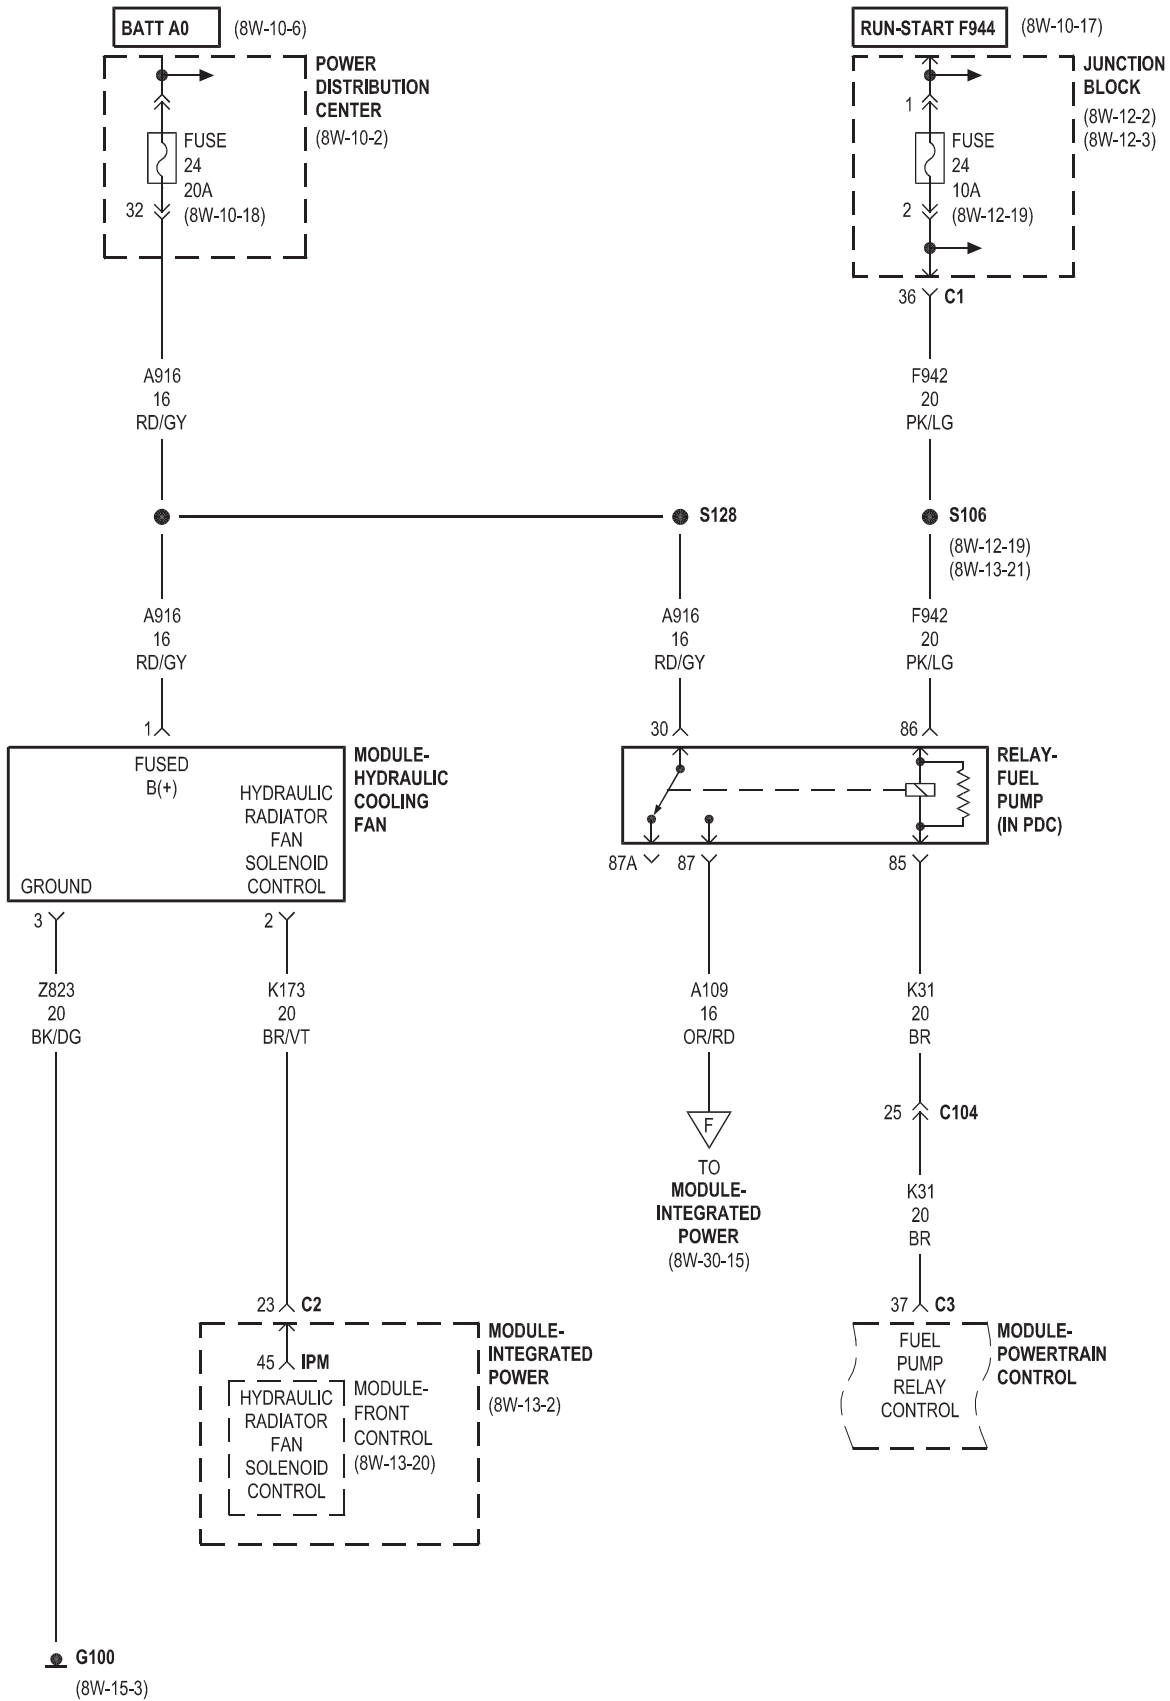 BATT A0 (8W-10-6)
POWER
DISTRIBUTION
CENTER
(8W-10-2)
FUSE
24
20A
(8W-10-18)
32
RUN-START F944 (8W-10-17)
JUNCTION
BLOCK
(8W-12-2)
(8W-12-3)
1
FUSE
24
10A
(8W-12-19)
2
36 C1
A916
16
RD/GY
F942
20
PK/LG
S128
S106
(8W-12-19)
(8W-13-21)
A916
16
RD/GY
A916
16
RD/GY
F942
20
PK/LG
1
FUSED
B(+)
HYDRAULIC
RADIATOR
FAN
SOLENOID
CONTROL
GROUND
MODULE-
HYDRAULIC
COOLING
FAN
3
2
30
86
RELAY-
FUEL
PUMP
(IN PDC)
87A
87
85
Z823
20
BK/DG
K173
20
BR/VT
A109
16
OR/RD
K31
20
BR
F
TO
MODULE-
INTEGRATED
POWER
(8W-30-15)
25 C104
K31
20
BR
23 C2
45 IPM
HYDRAULIC
RADIATOR
FAN
SOLENOID
CONTROL
MODULE-
FRONT
CONTROL
(8W-13-20)
MODULE-
INTEGRATED
POWER
(8W-13-2)
37 C3
FUEL
PUMP
RELAY
CONTROL
MODULE-
POWERTRAIN
CONTROL
G100
(8W-15-3)